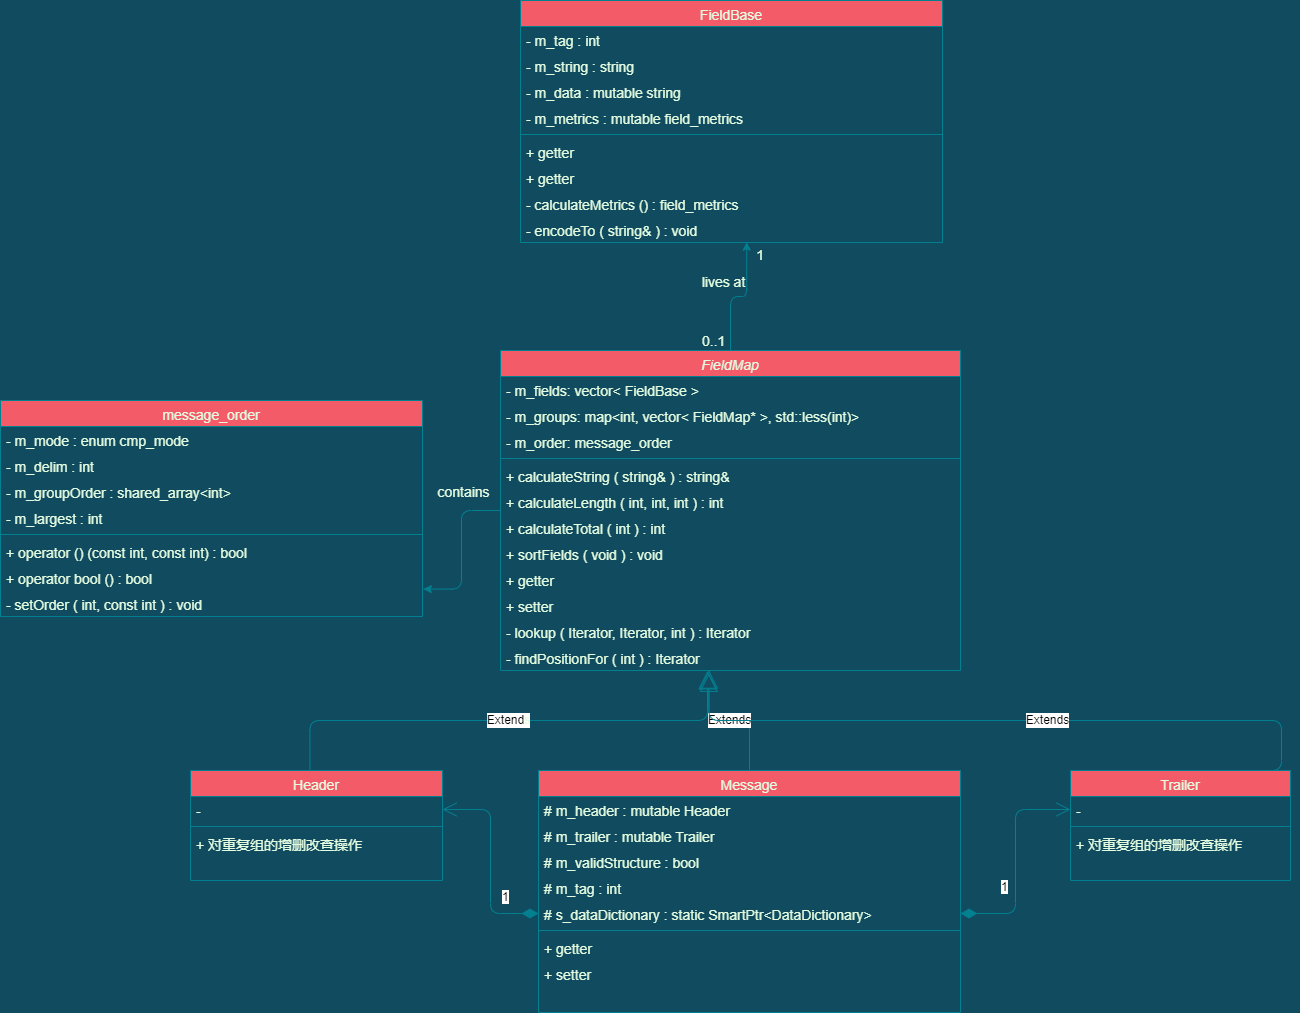 FieldBase
- m_tag : int
- m_string : string
- m_data : mutable string
- m_metrics : mutable field_metrics
+ getter
+ getter
- calculateMetrics () : field_metrics
- encodeTo ( string& ) : void
1
lives at
0..1
FieldMap
- m_fields: vector< FieldBase >
- m_groups: map<int, vector< FieldMap* >, std::less(int)>
- m_order: message_order
+ calculateString ( string& ) : string&
+ calculateLength ( int, int, int ) : int
+ calculateTotal ( int ) : int
+ sortFields ( void ) : void
+ getter
+ setter
- lookup ( Iterator, Iterator, int ) : Iterator
- findPositionFor ( int ) : Iterator
message_order
- m_mode : enum cmp_mode
- m_delim : int
- m_groupOrder : shared_array<int>
- m_largest : int
+ operator () (const int, const int) : bool
+ operator bool () : bool
- setOrder ( int, const int ) : void
contains
Extend
Extends
Extends
Header
-
+ 对重复组的增删改查操作
1
Message
# m_header : mutable Header
# m_trailer : mutable Trailer
# m_validStructure : bool
# m_tag : int
# s_dataDictionary : static SmartPtr<DataDictionary>
+ getter
+ setter
1
Trailer
-
+ 对重复组的增删改查操作